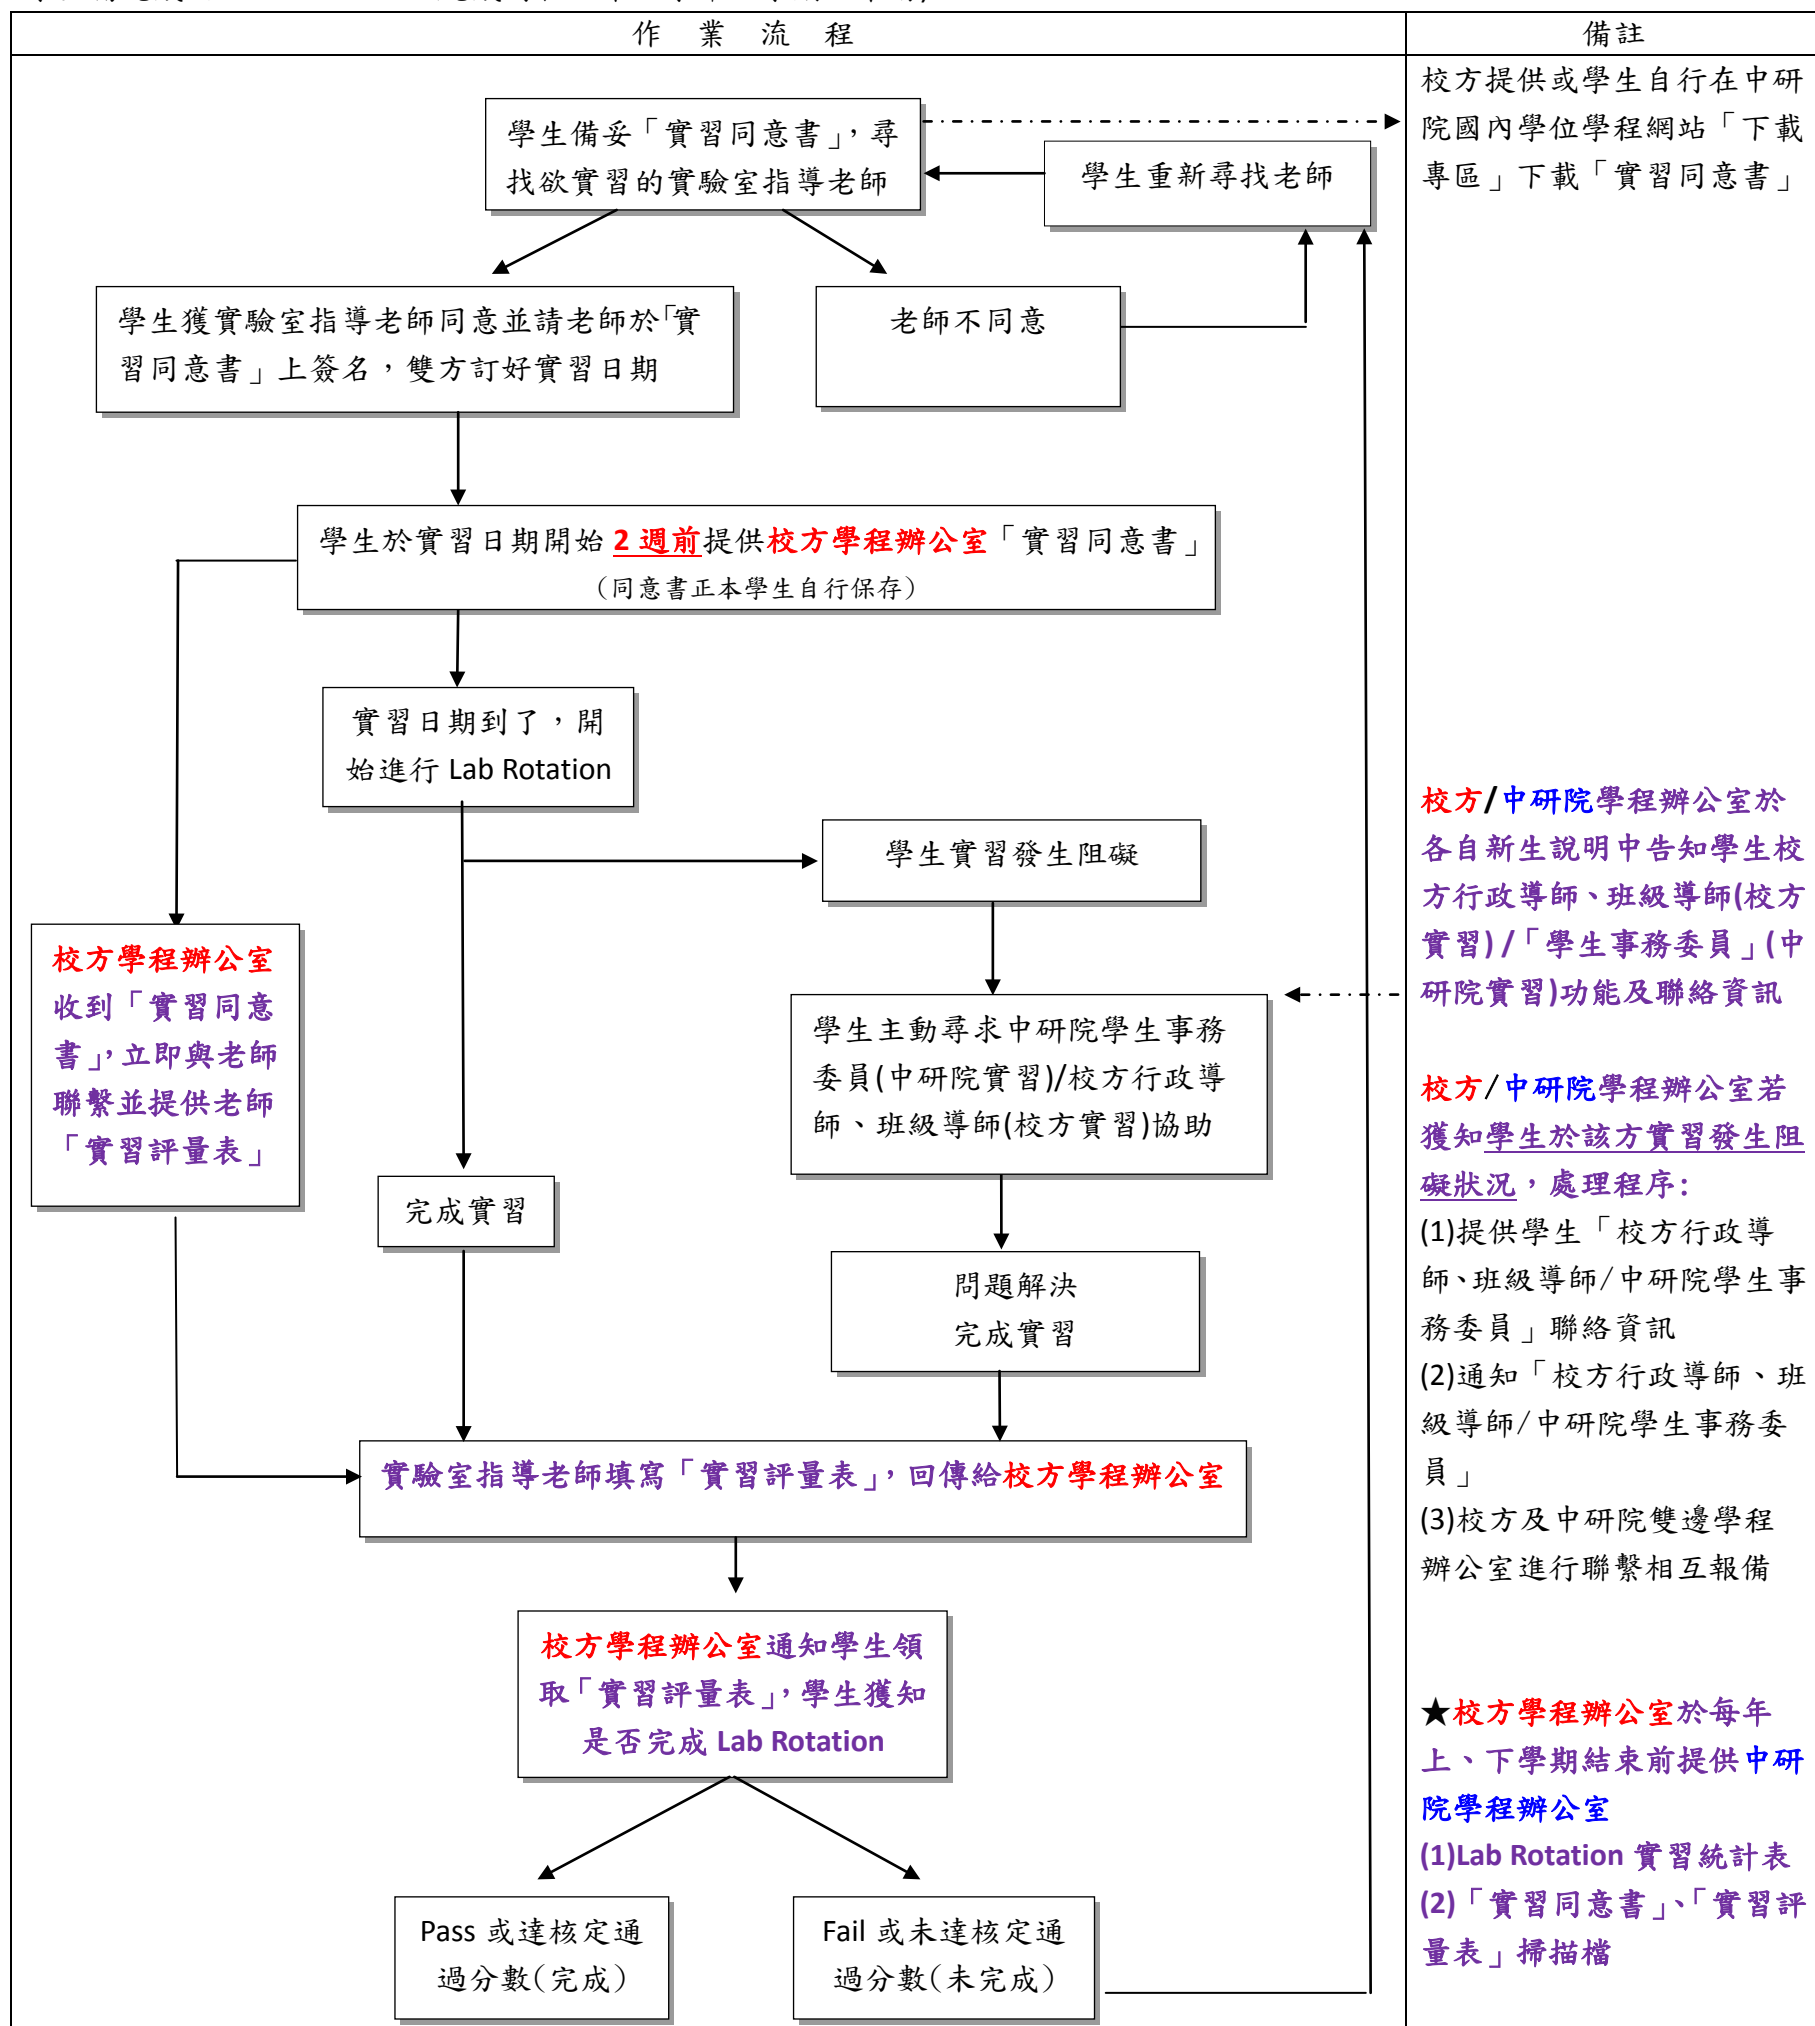 作 業 流 程
備註
學生備妥「實習同意書」,尋
找欲實習的實驗室指導老師
學生重新尋找老師
校方提供或學生自行在中研
院國內學位學程網站「下載
專區」下載「實習同意書」
學生獲實驗室指導老師同意並請老師於「實
習同意書」上簽名,雙方訂好實習日期
老師不同意
學生於實習日期開始 2 週前提供校方學程辦公室「實習同意書」
(同意書正本學生自行保存)
實習日期到了,開
始進行 Lab Rotation
學生實習發生阻礙
校方/中研院學程辦公室於
各自新生說明中告知學生校
方行政導師、班級導師(校方
實習) /「學生事務委員」(中
研院實習)功能及聯絡資訊
校方學程辦公室
收到「實習同意
書」,立即與老師
聯繫並提供老師
「實習評量表」
學生主動尋求中研院學生事務
委員(中研院實習)/校方行政導
師、班級導師(校方實習)協助
校方/中研院學程辦公室若
獲知學生於該方實習發生阻
礙狀況,處理程序:
(1)提供學生「校方行政導
師、班級導師/中研院學生事
務委員」聯絡資訊
(2)通知「校方行政導師、班
級導師/中研院學生事務委
員」
(3)校方及中研院雙邊學程
辦公室進行聯繫相互報備
完成實習
問題解決
完成實習
實驗室指導老師填寫「實習評量表」,回傳給校方學程辦公室
校方學程辦公室通知學生領
取「實習評量表」,學生獲知
是否完成 Lab Rotation
★校方學程辦公室於每年
上、下學期結束前提供中研
院學程辦公室
(1)Lab Rotation 實習統計表
(2)「實習同意書」、「實習評
量表」掃描檔
Pass 或達核定通
過分數(完成)
Fail 或未達核定通
過分數(未完成)